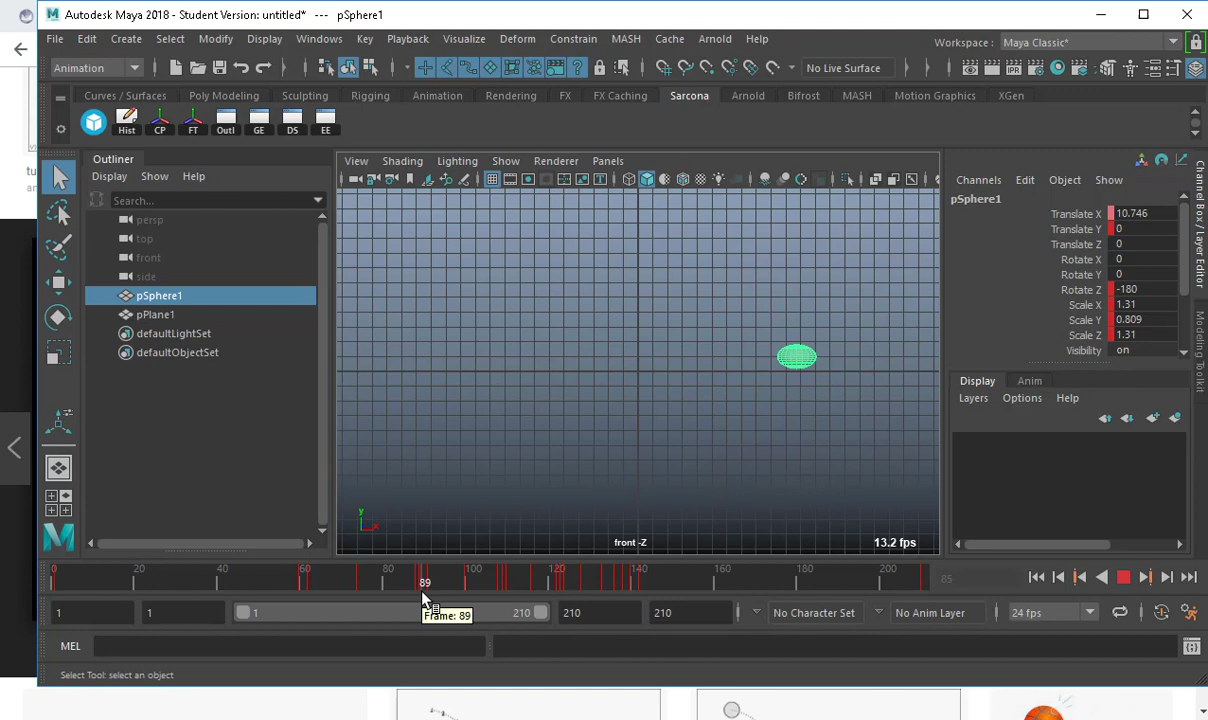 Autodesk Maya 2018 - Student Version: untitled* --- pSphere1
File Edit Create Select Modify Display Windows Key Playback Visualize Deform Constrain MASH Cache Arnold Help
Workspace : Maya Classic*
Animation
No Live Surface
Curves / Surfaces Poly Modeling Sculpting Rigging Animation Rendering FX FX Caching Sarcona Arnold Bifrost MASH Motion Graphics XGen
Hist CP FT Outl GE DS EE
Outliner
Display Show Help
Search...
persp
top
front
side
pSphere1
pPlane1
defaultLightSet
defaultObjectSet
View Shading Lighting Show Renderer Panels
y
x
front -Z
13.2 fps
Channels Edit Object Show
pSphere1
Translate X 10.746
Translate Y 0
Translate Z 0
Rotate X 0
Rotate Y 0
Rotate Z -180
Scale X 1.31
Scale Y 0.809
Scale Z 1.31
Visibility on
Display Anim
Layers Options Help
Channel Box / Layer Editor
Modeling Toolkit
0 20 40 60 80 100 120 140 160 180 200
89
85
Frame: 89
1 1 1 210 210 210 No Character Set No Anim Layer 24 fps
MEL
Select Tool: select an object